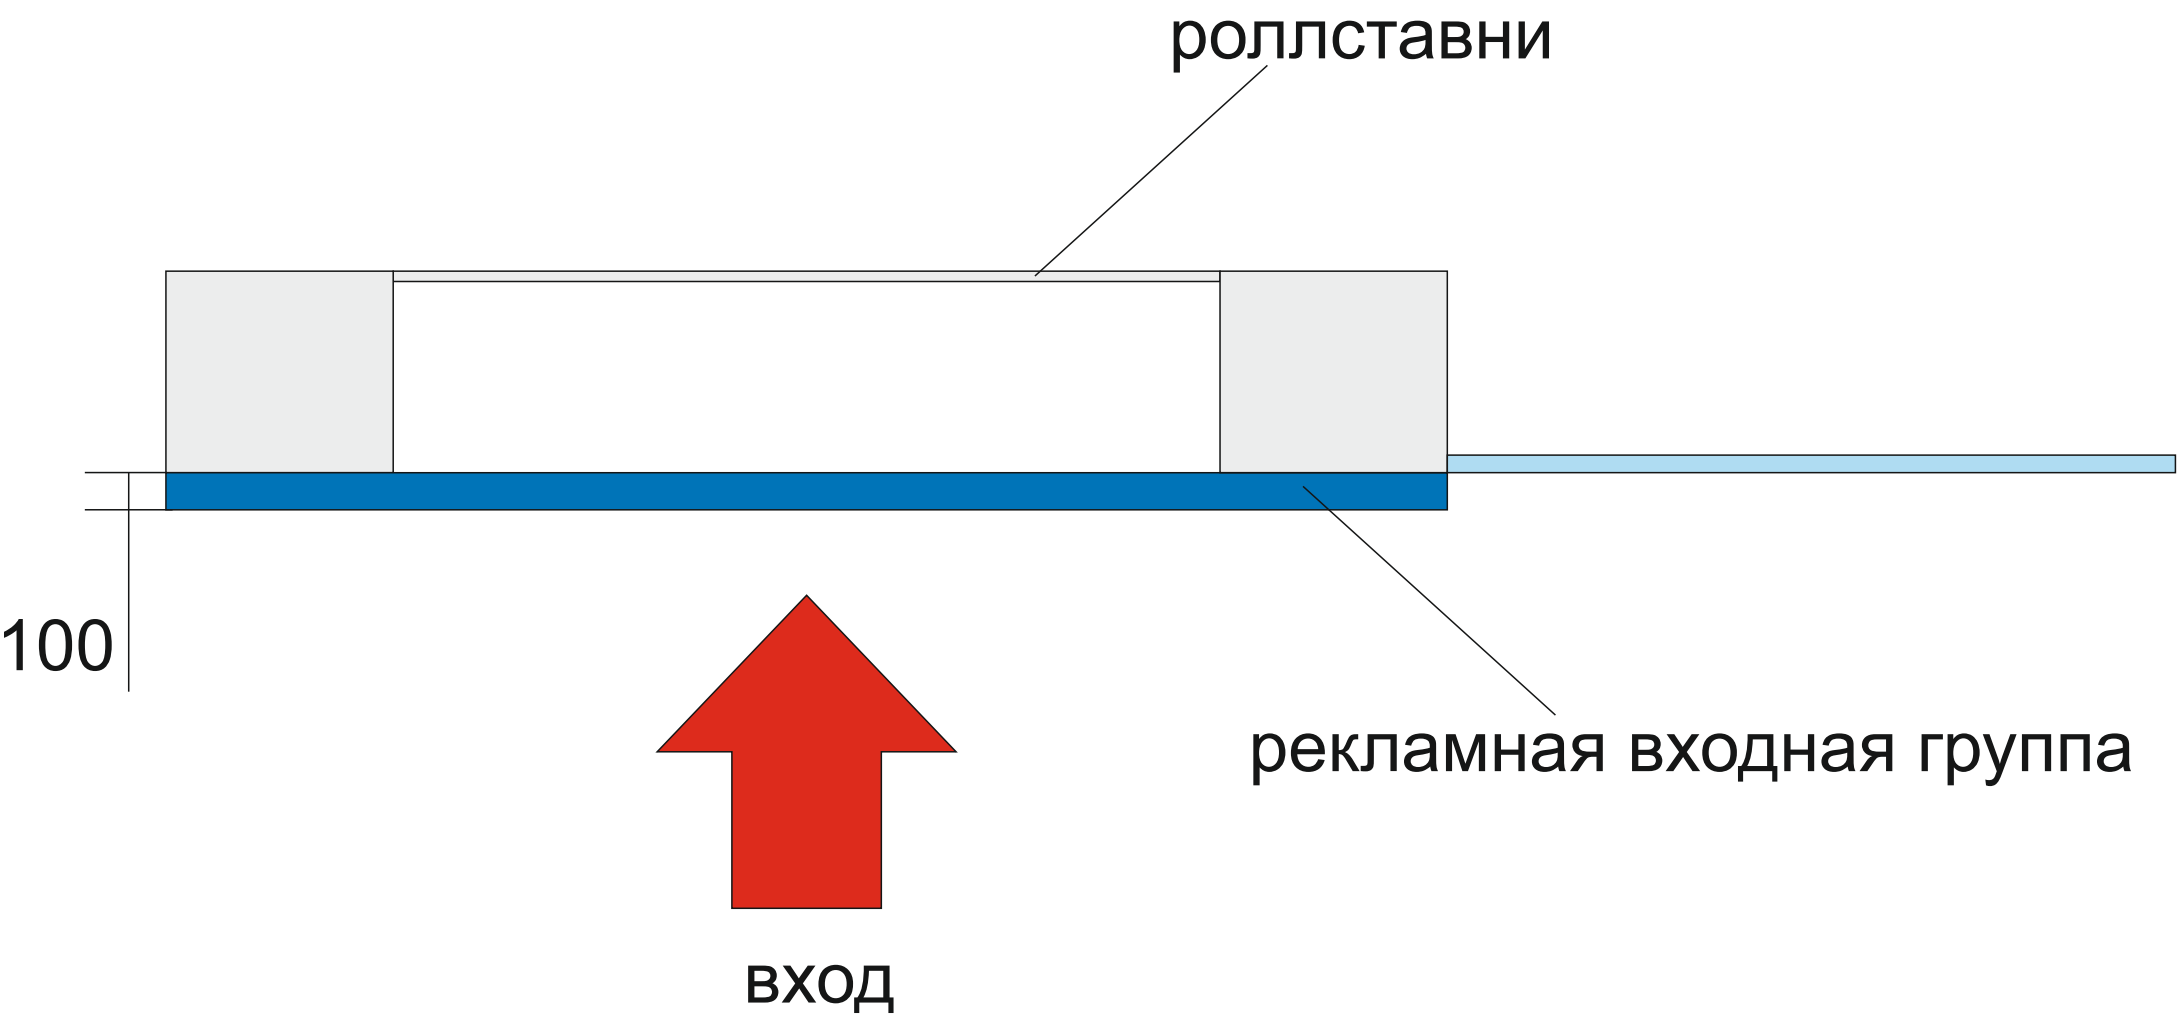 роллставни
100
рекламная входная группа
вход